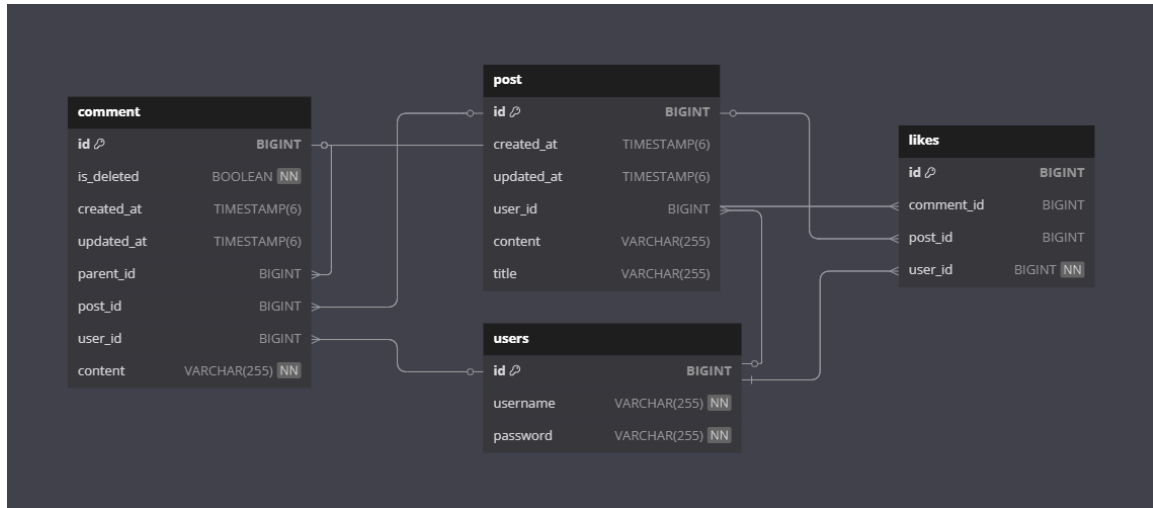 comment
id BIGINT
is_deleted BOOLEAN NN
created_at TIMESTAMP(6)
updated_at TIMESTAMP(6)
parent_id BIGINT
post_id BIGINT
user_id BIGINT
content VARCHAR(255) NN
post
id BIGINT
created_at TIMESTAMP(6)
updated_at TIMESTAMP(6)
user_id BIGINT
content VARCHAR(255)
title VARCHAR(255)
users
id BIGINT
username VARCHAR(255) NN
password VARCHAR(255) NN
likes
id BIGINT
comment_id BIGINT
post_id BIGINT
user_id BIGINT NN